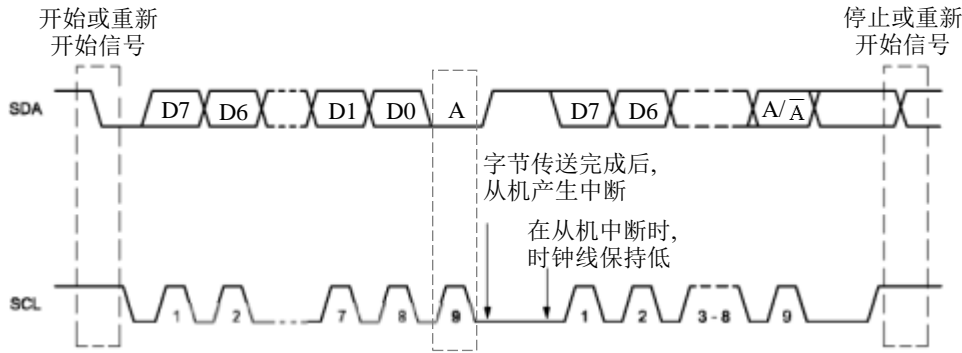 开始或重新
开始信号
停止或重新
开始信号
SDA
D7 D6 D1 D0 A D7 D6 A/A̅
字节传送完成后,
从机产生中断
在从机中断时,
时钟线保持低
SCL
1 2 7 8 9 1 2 3-8 9